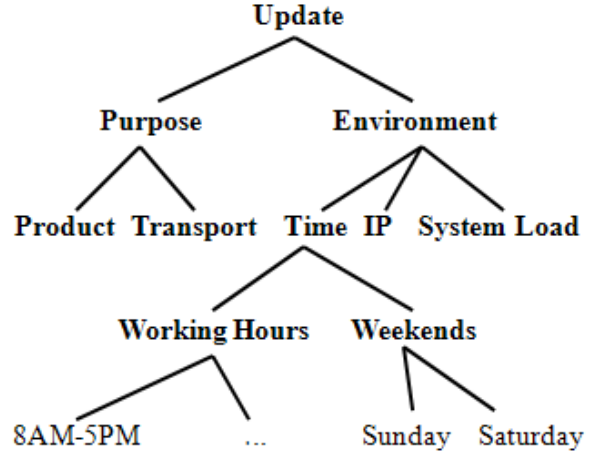 Update
Purpose Environment
Product Transport Time IP System Load
Working Hours Weekends
8AM-5PM ... Sunday Saturday